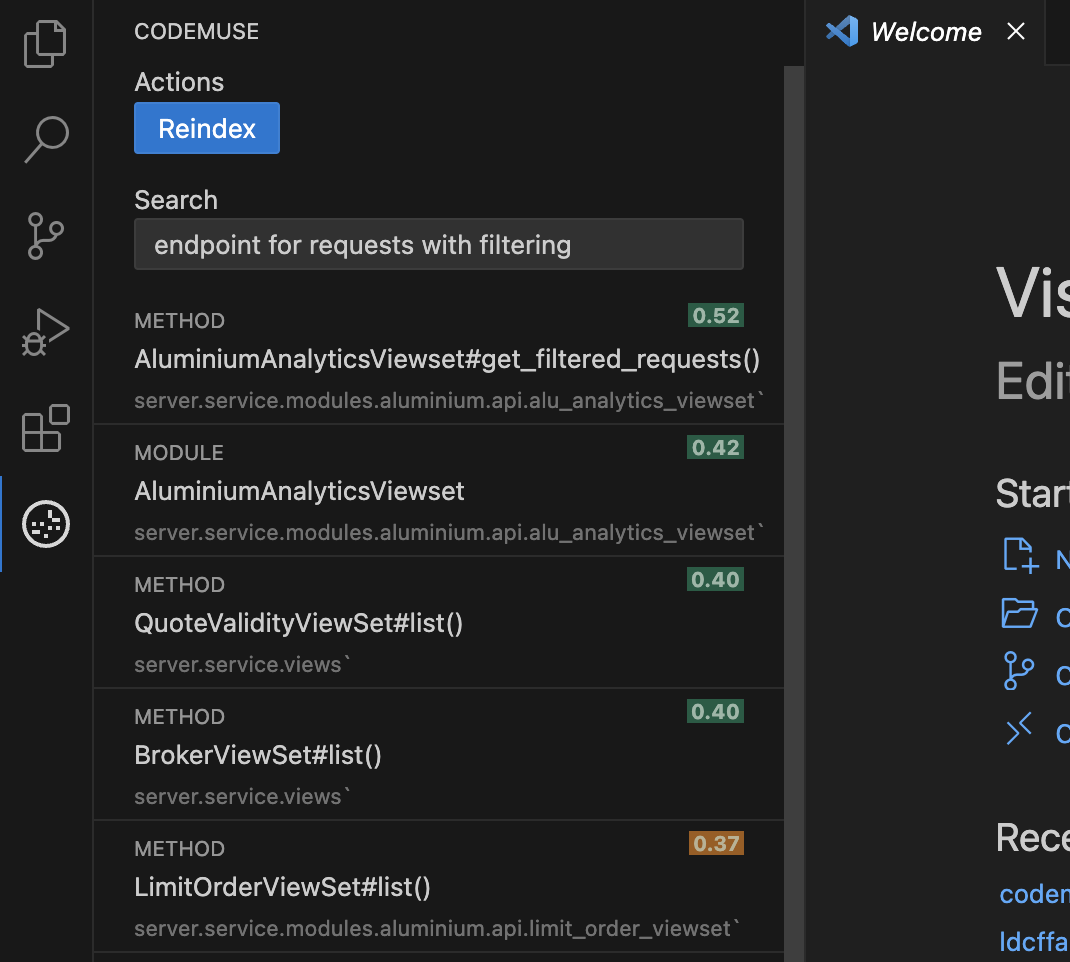 CODEMUSE
Actions
Reindex
Search
endpoint for requests with filtering
METHOD
0.52
AluminiumAnalyticsViewset#get_filtered_requests()
server.service.modules.aluminium.api.alu_analytics_viewset`
MODULE
0.42
AluminiumAnalyticsViewset
server.service.modules.aluminium.api.alu_analytics_viewset`
METHOD
0.40
QuoteValidityViewSet#list()
server.service.views`
METHOD
0.40
BrokerViewSet#list()
server.service.views`
METHOD
0.37
LimitOrderViewSet#list()
server.service.modules.aluminium.api.limit_order_viewset`
Welcome
Vis
Edit
Start
N
O
C
C
Rece
codem
ldcffa